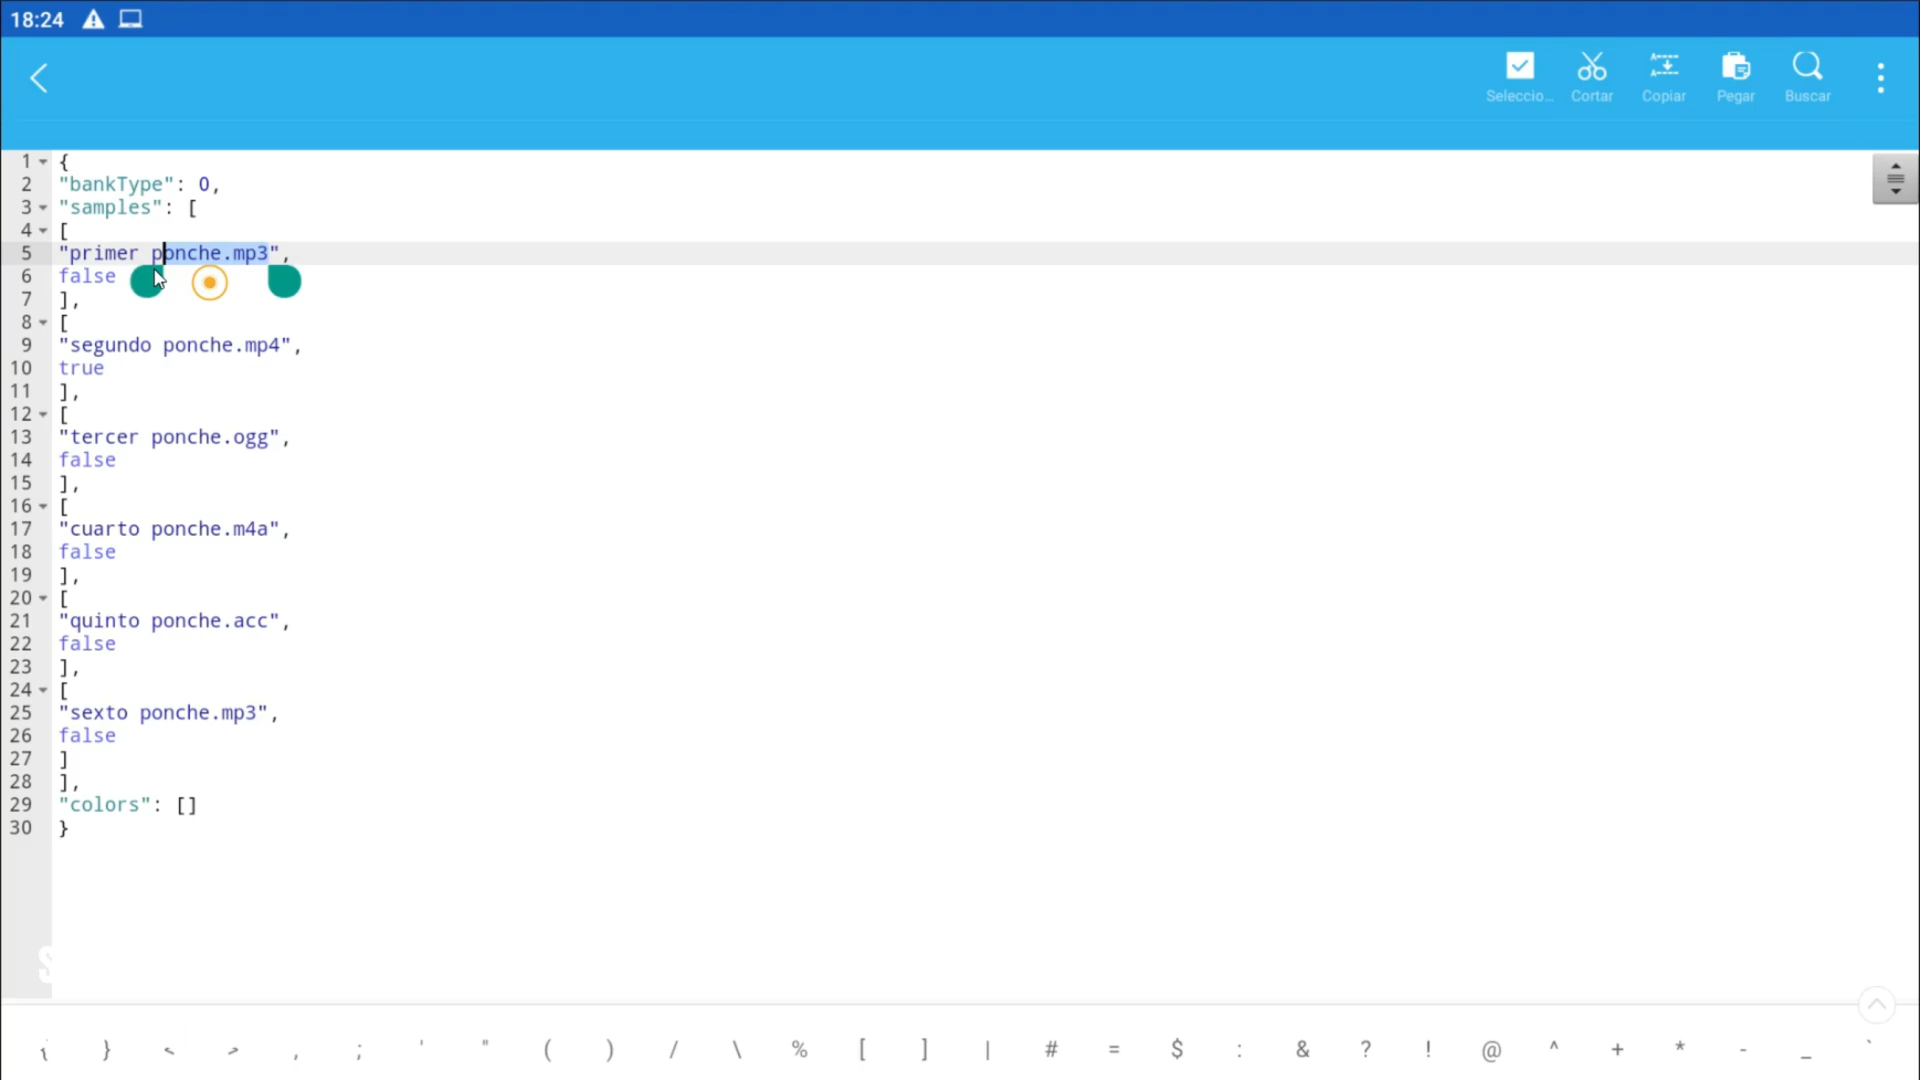 18:24
Seleccio... Cortar Copiar Pegar Buscar
1 {
2 "bankType": 0,
3 "samples": [
4 [
5 "primer ponche.mp3",
6 false
7 ],
8 [
9 "segundo ponche.mp4",
10 true
11 ],
12 [
13 "tercer ponche.ogg",
14 false
15 ],
16 [
17 "cuarto ponche.m4a",
18 false
19 ],
20 [
21 "quinto ponche.acc",
22 false
23 ],
24 [
25 "sexto ponche.mp3",
26 false
27 ]
28 ],
29 "colors": []
30 }
{ } < > , ; ' " ( ) / \ % [ ] | # = $ : & ? ! @ ^ + * - _ `